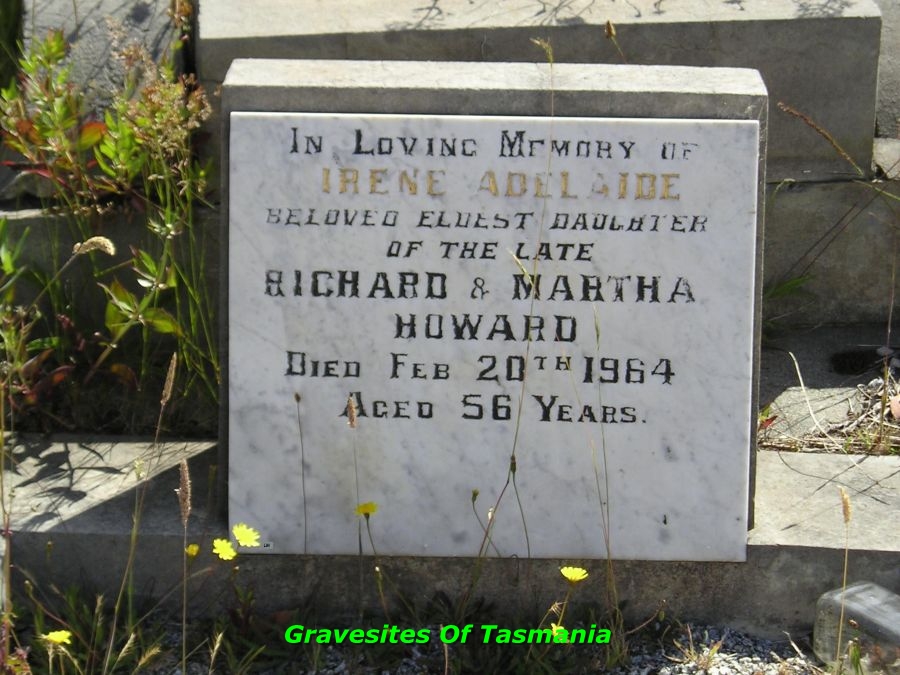 In Loving Memory of
IRENE ADELAIDE
BELOVED ELDEST DAUGHTER
OF THE LATE
RICHARD & MARTHA
HOWARD
DIED FEB 20TH 1964
AGED 56 YEARS.
Gravesites Of Tasmania